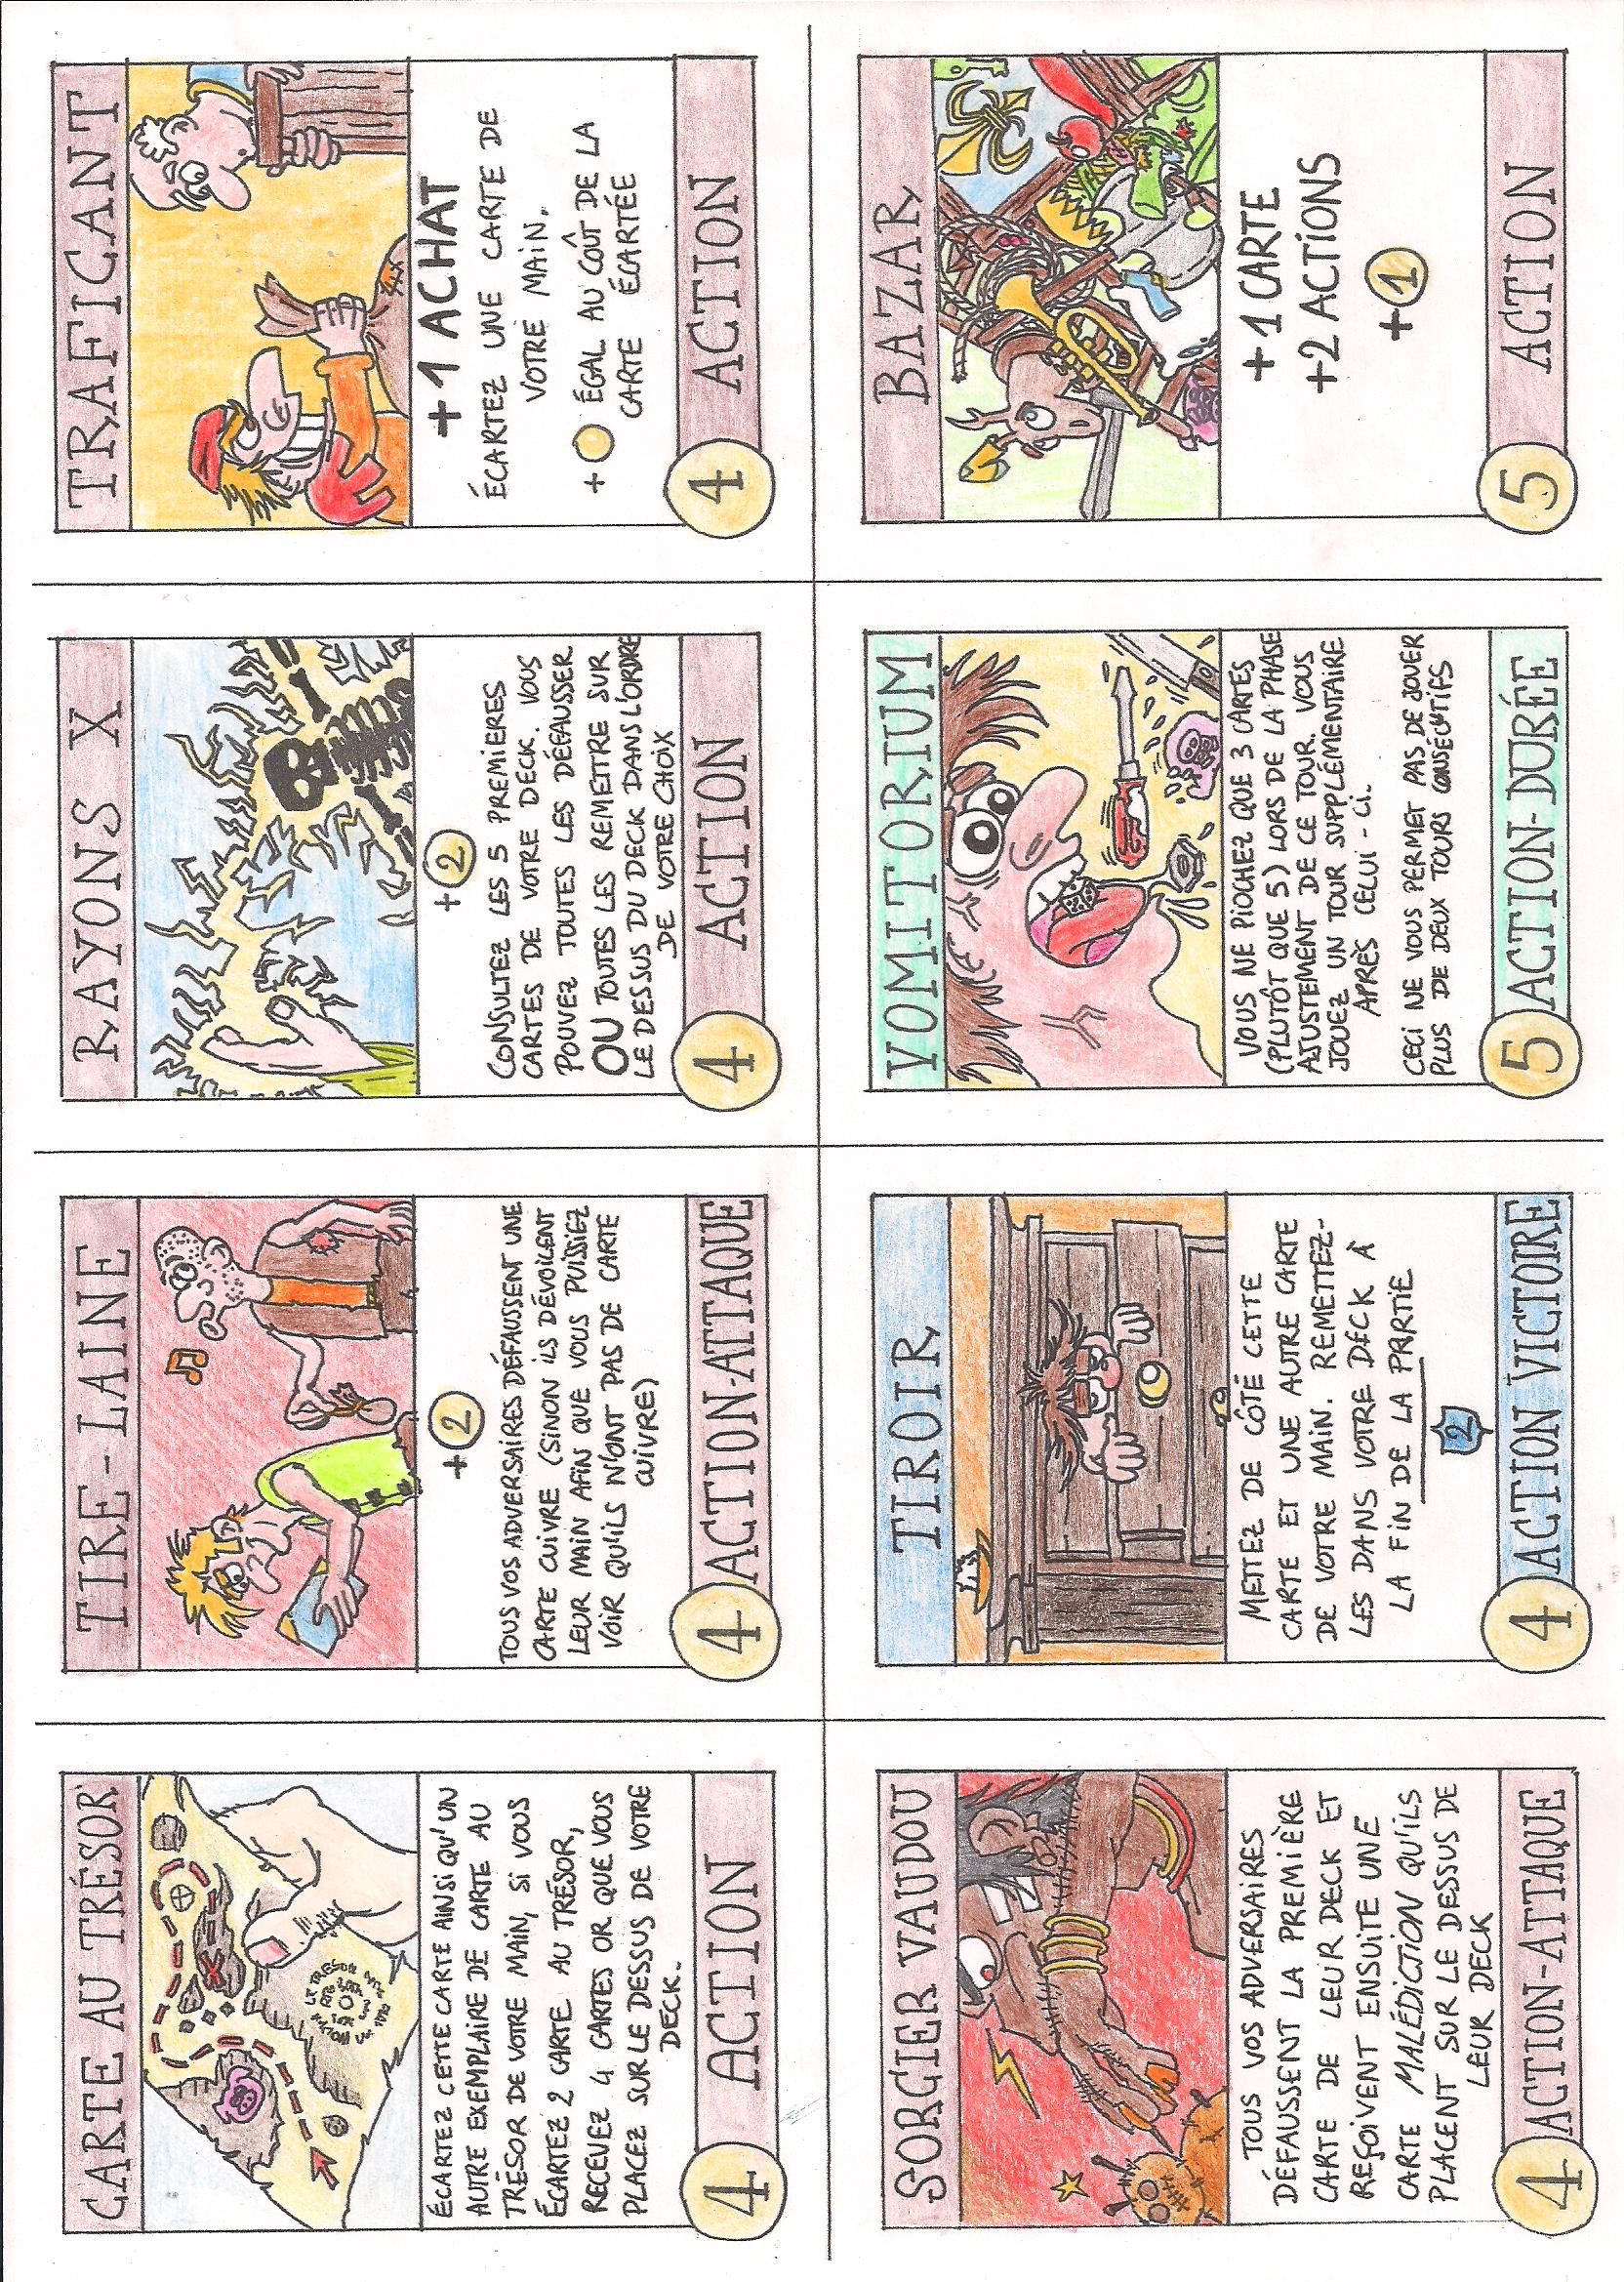 CARTE AU TRÉSOR
ÉCARTEZ CETTE CARTE AINSI QU'UN
AUTRE EXEMPLAIRE DE CARTE AU
TRÉSOR DE VOTRE MAIN, SI VOUS
ÉCARTEZ 2 CARTE AU TRÉSOR,
RECEVEZ 4 CARTES OR QUE VOUS
PLACEZ SUR LE DESSUS DE VOTRE
DECK.
4 ACTION
TIRE-LAINE
+2
TOUS VOS ADVERSAIRES DÉFAUSSENT UNE
CARTE CUIVRE (SINON ILS DÉVOILENT
LEUR MAIN AFIN QUE VOUS PUISSIEZ
VOIR QU'ILS N'ONT PAS DE CARTE
CUIVRE)
4 ACTION-ATTAQUE
RAYONS X
+2
CONSULTEZ LES 5 PREMIERES
CARTES DE VOTRE DECK. VOUS
POUVEZ TOUTES LES DÉFAUSSER
OU TOUTES LES REMETTRE SUR
LE DESSUS DU DECK DANS L'ORDRE
DE VOTRE CHOIX
4 ACTION
TRAFICANT
+1 ACHAT
ÉCARTEZ UNE CARTE DE
VOTRE MAIN.
+ ÉGAL AU COÛT DE LA
CARTE ÉCARTÉE
4 ACTION
SORCIER VAUDOU
TOUS VOS ADVERSAIRES
DÉFAUSSENT LA PREMIÈRE
CARTE DE LEUR DECK ET
REÇOIVENT ENSUITE UNE
CARTE MALÉDICTION QU'ILS
PLACENT SUR LE DESSUS DE
LEUR DECK
4 ACTION-ATTAQUE
TIROIR
METTEZ DE CÔTÉ CETTE
CARTE ET UNE AUTRE CARTE
DE VOTRE MAIN. REMETTEZ-
LES DANS VOTRE DECK À
LA FIN DE LA PARTIE
2
4 ACTION VICTOIRE
VOMITORIUM
VOUS NE PIOCHEZ QUE 3 CARTES
(PLUTÔT QUE 5) LORS DE LA PHASE
AJUSTEMENT DE CE TOUR. VOUS
JOUEZ UN TOUR SUPPLÉMENTAIRE
APRÈS CELUI-CI.
CECI NE VOUS PERMET PAS DE JOUER
PLUS DE DEUX TOURS CONSÉCUTIFS
5 ACTION-DURÉE
BAZAR
+1 CARTE
+2 ACTIONS
+1
5 ACTION